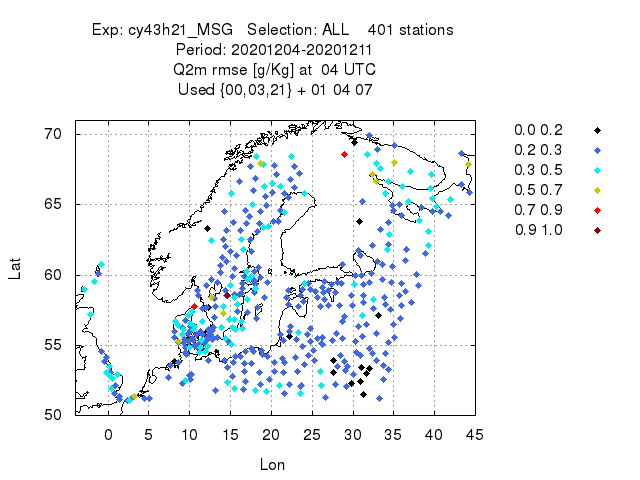 Exp: cy43h21_MSG   Selection: ALL    401 stations
Period: 20201204-20201211
Q2m rmse [g/Kg] at  04 UTC
Used {00,03,21} + 01 04 07
70
65
60
55
50
Lat
0 5 10 15 20 25 30 35 40 45
Lon
0.0 0.2
0.2 0.3
0.3 0.5
0.5 0.7
0.7 0.9
0.9 1.0